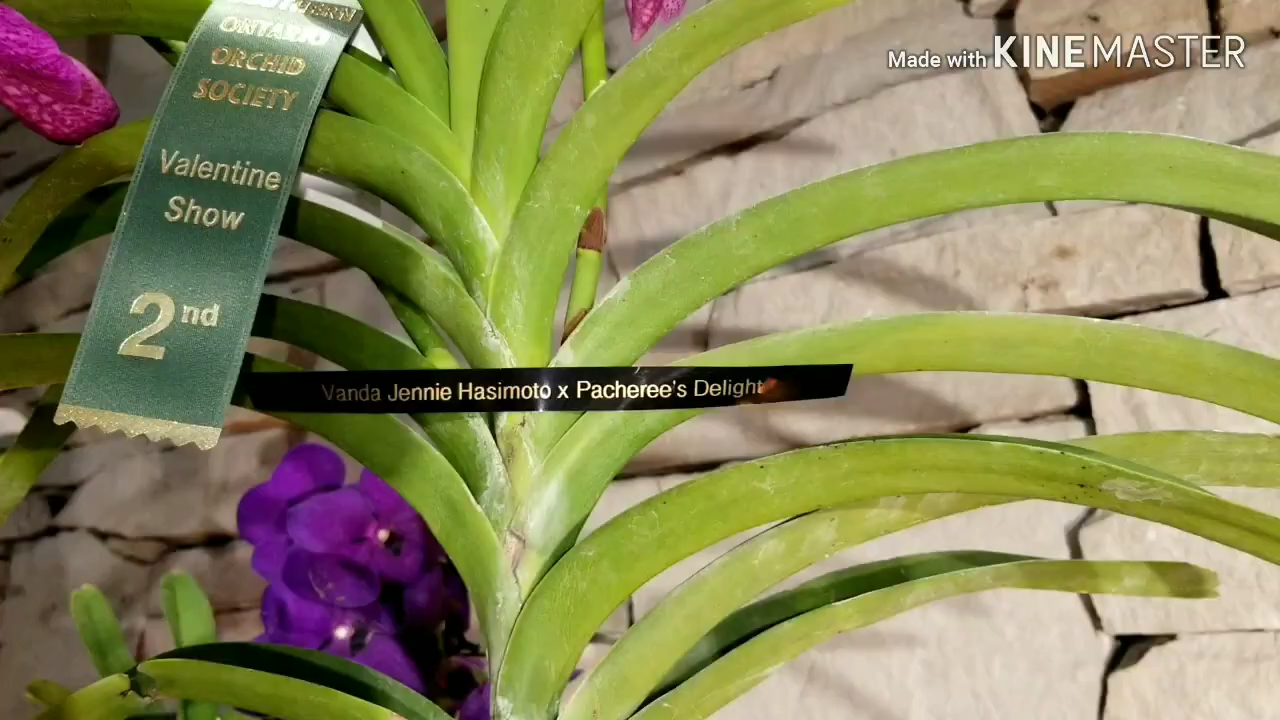 ONTARIO
ORCHID
SOCIETY
Valentine
Show
2nd
Vanda Jennie Hasimoto x Pacheree's Delight
Made with KINEMASTER